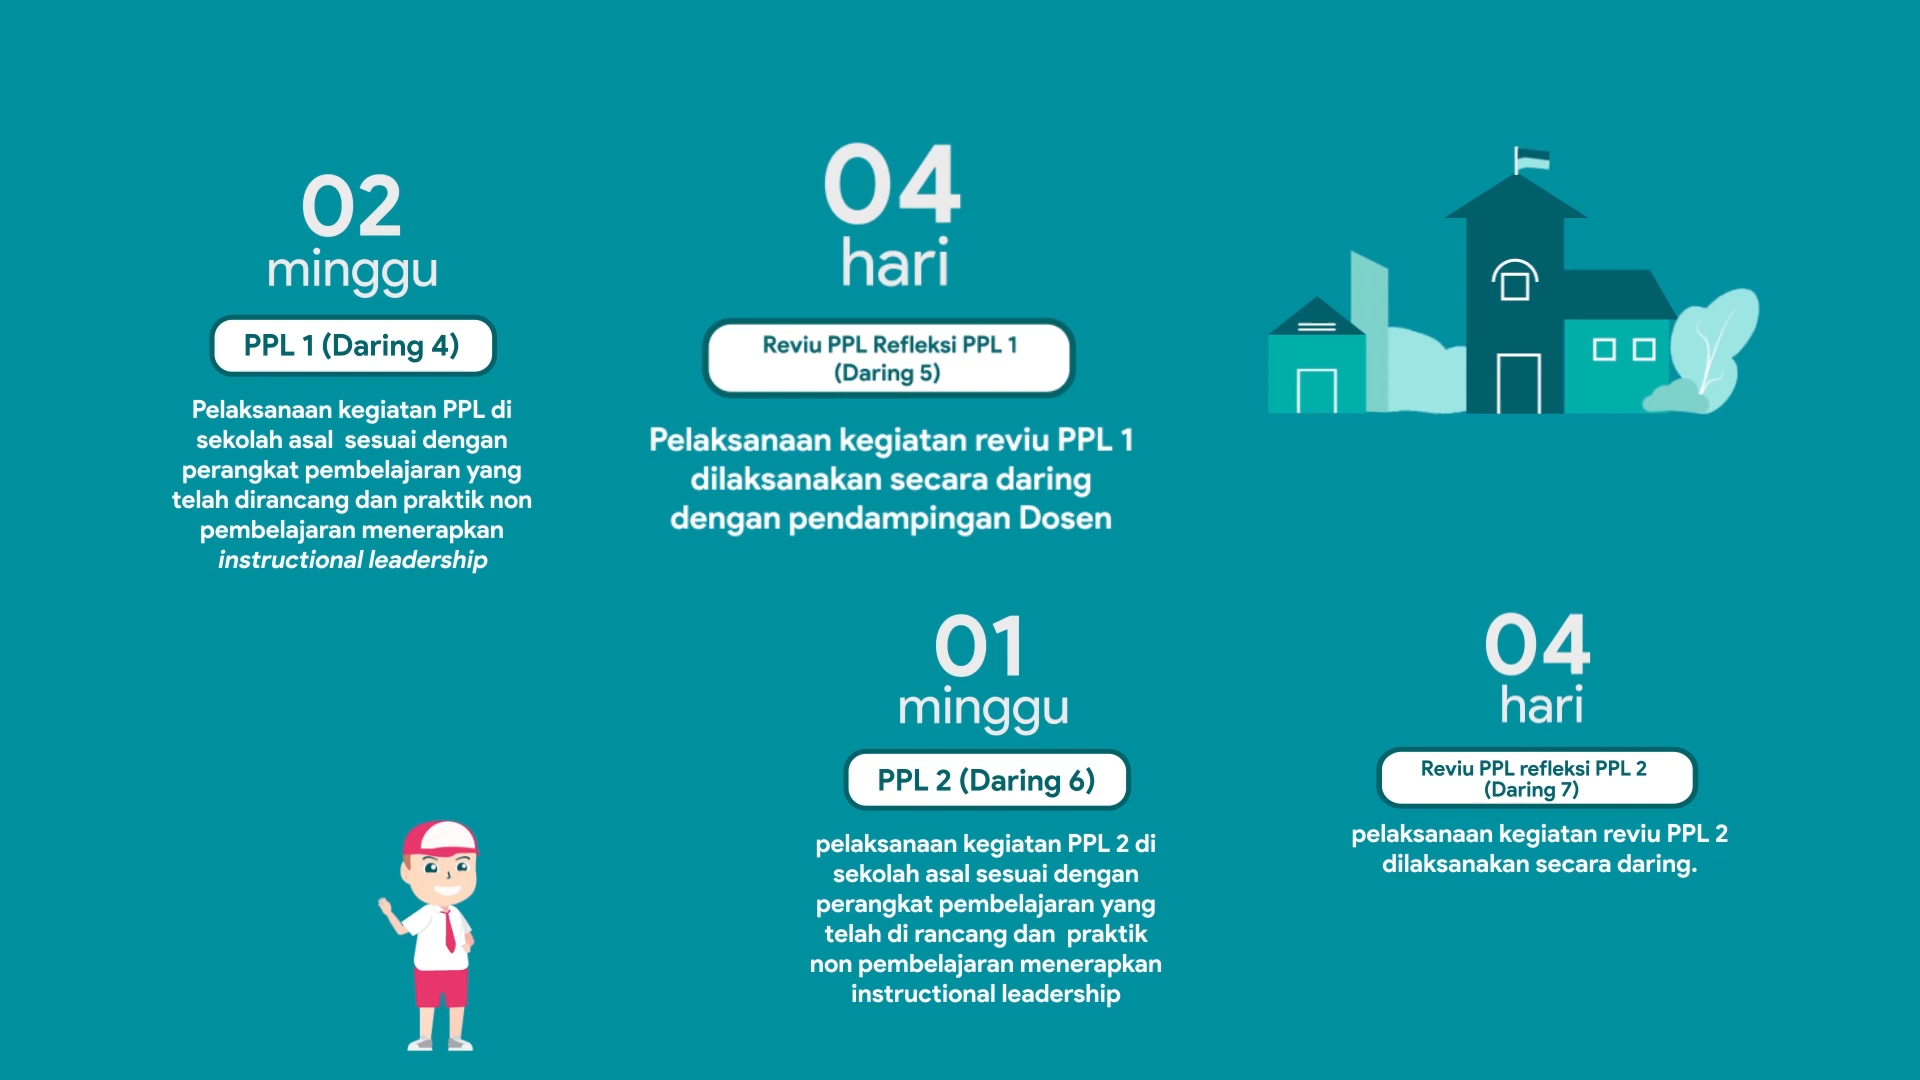 02
minggu
PPL 1 (Daring 4)
Pelaksanaan kegiatan PPL di
sekolah asal sesuai dengan
perangkat pembelajaran yang
telah dirancang dan praktik non
pembelajaran menerapkan
instructional leadership
04
hari
Reviu PPL Refleksi PPL 1
(Daring 5)
Pelaksanaan kegiatan reviu PPL 1
dilaksanakan secara daring
dengan pendampingan Dosen
01
minggu
PPL 2 (Daring 6)
pelaksanaan kegiatan PPL 2 di
sekolah asal sesuai dengan
perangkat pembelajaran yang
telah di rancang dan praktik
non pembelajaran menerapkan
instructional leadership
04
hari
Reviu PPL refleksi PPL 2
(Daring 7)
pelaksanaan kegiatan reviu PPL 2
dilaksanakan secara daring.